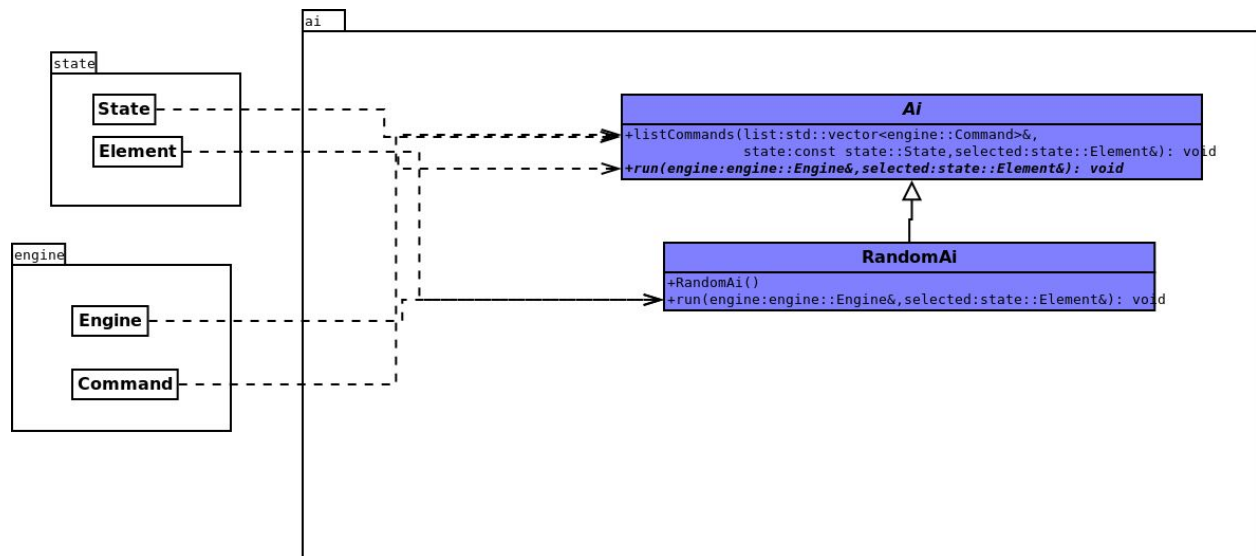 ai
state
State
Element
Ai
+listCommands(list:std::vector<engine::Command>&,
state:const state::State,selected:state::Element&): void
+run(engine:engine::Engine&,selected:state::Element&): void
engine
Engine
Command
RandomAi
+RandomAi()
+run(engine:engine::Engine&,selected:state::Element&): void